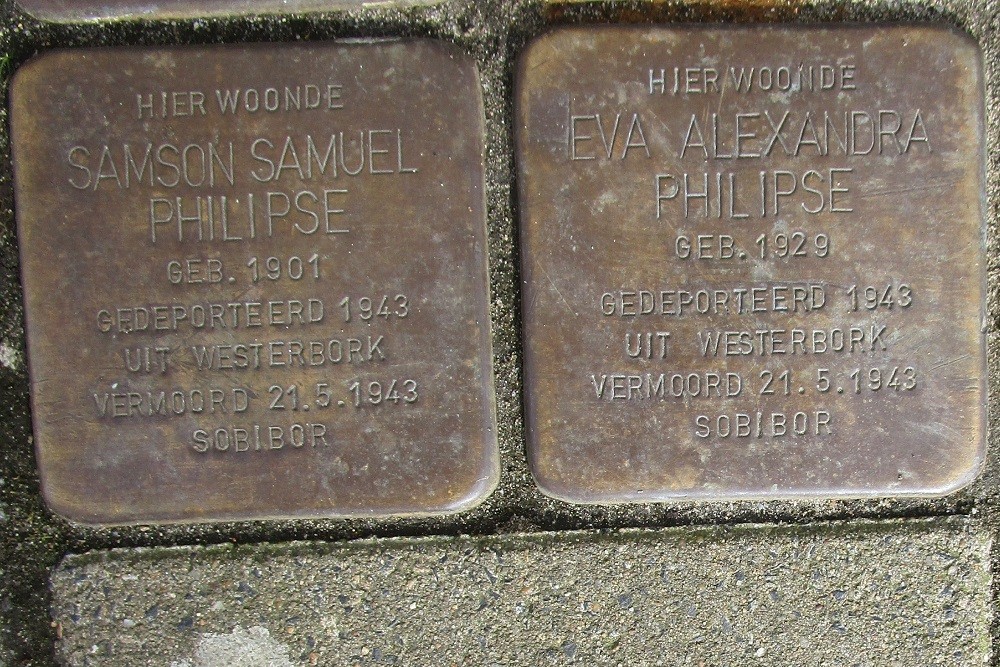 HIER WOONDE
SAMSON SAMUEL
PHILIPSE
GEB. 1901
GEDEPORTEERD 1943
UIT WESTERBORK
VERMOORD 21.5.1943
SOBIBOR
HIER WOONDE
EVA ALEXANDRA
PHILIPSE
GEB. 1929
GEDEPORTEERD 1943
UIT WESTERBORK
VERMOORD 21.5.1943
SOBIBOR